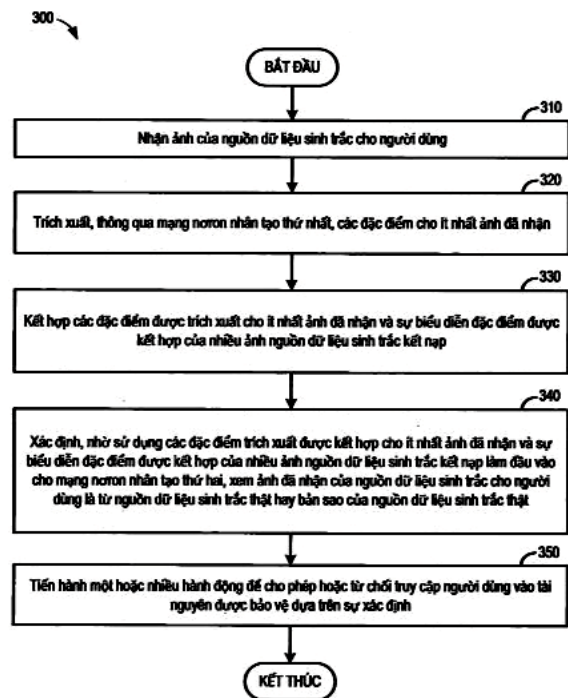 300
BẮT ĐẦU
310
Nhận ảnh của nguồn dữ liệu sinh trắc cho người dùng
320
Trích xuất, thông qua mạng nơron nhân tạo thứ nhất, các đặc điểm cho ít nhất ảnh đã nhận
330
Kết hợp các đặc điểm được trích xuất cho ít nhất ảnh đã nhận và sự biểu diễn đặc điểm được
kết hợp của nhiều ảnh nguồn dữ liệu sinh trắc kết nạp
340
Xác định, nhờ sử dụng các đặc điểm trích xuất được kết hợp cho ít nhất ảnh đã nhận và sự
biểu diễn đặc điểm được kết hợp của nhiều ảnh nguồn dữ liệu sinh trắc kết nạp làm đầu vào
cho mạng nơron nhân tạo thứ hai, xem ảnh đã nhận của nguồn dữ liệu sinh trắc cho người
dùng là từ nguồn dữ liệu sinh trắc thật hay bản sao của nguồn dữ liệu sinh trắc thật
350
Tiến hành một hoặc nhiều hành động để cho phép hoặc từ chối truy cập người dùng vào tài
nguyên được bảo vệ dựa trên sự xác định
KẾT THÚC